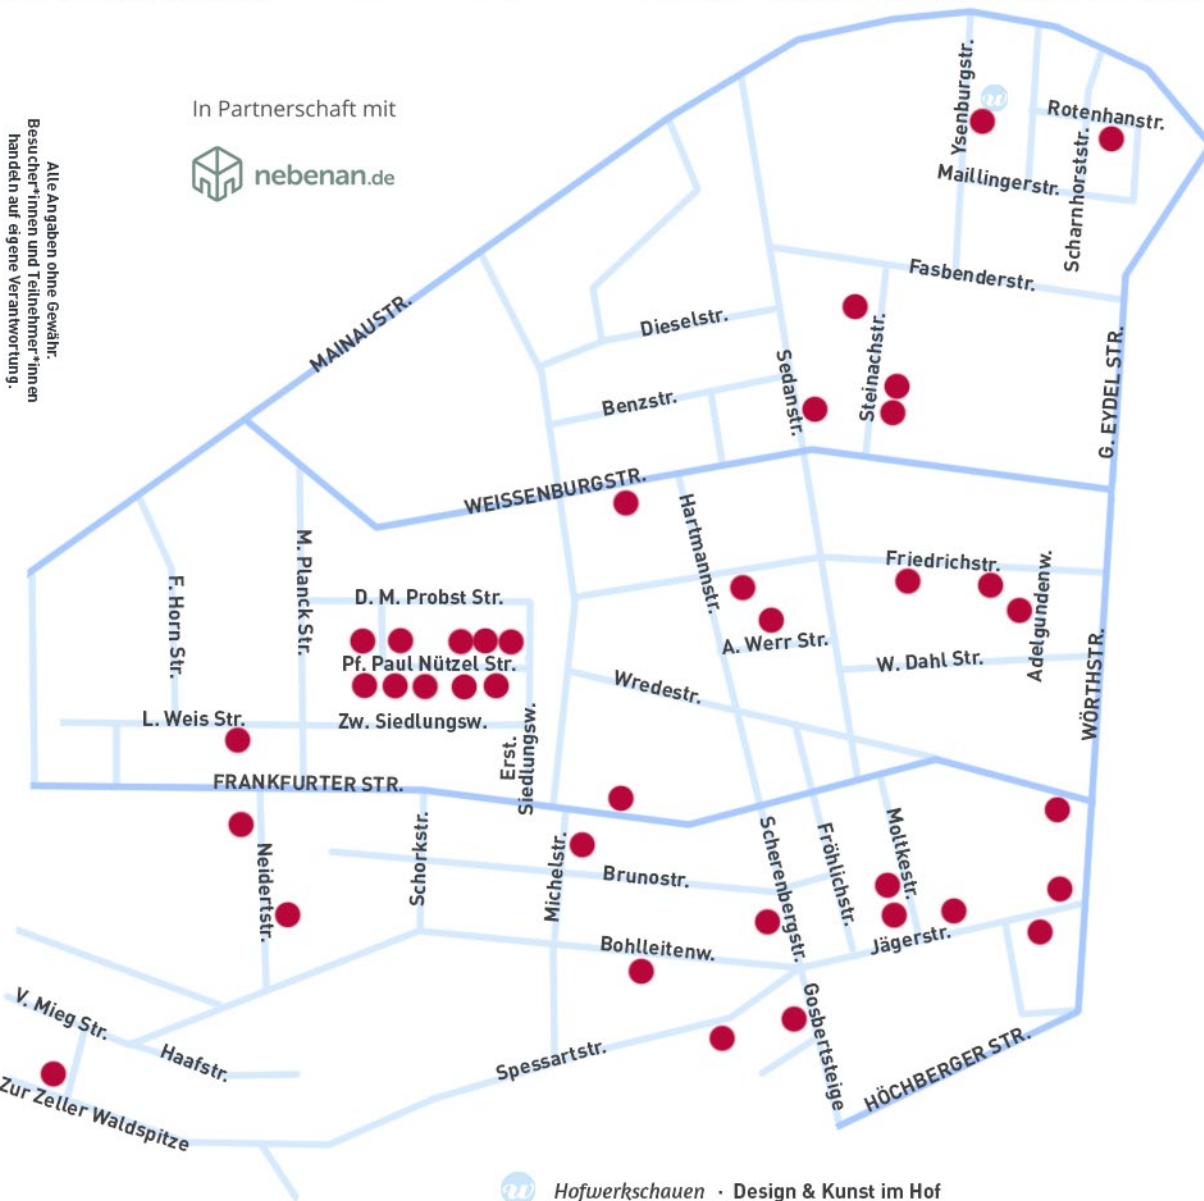 In Partnerschaft mit
nebenan.de
Alle Angaben ohne Gewähr.
Besucher*innen und Teilnehmer*innen
handeln auf eigene Verantwortung.
Ysenburgstr.
w
Rotenhanstr.
Maillingerstr.
Scharnhorststr.
Fasbenderstr.
MAINAUSTR.
Dieselstr.
Steinachstr.
G. EYDEL STR.
Sedanstr.
Benzstr.
WEISSENBURGSTR.
Hartmannstr.
M. Planck Str.
Friedrichstr.
Adelgundenw.
F. Horn Str.
D. M. Probst Str.
A. Werr Str.
Pf. Paul Nützel Str.
W. Dahl Str.
Wredestr.
WÖRTHSTR.
L. Weis Str.
Zw. Siedlungsw.
Erst.
Siedlungsw.
FRANKFURTER STR.
Neidertstr.
Schorkstr.
Michelstr.
Brunostr.
Scherenbergstr.
Fröhlichstr.
Moltkestr.
Bohlleitenw.
Jägerstr.
V. Mieg Str.
Haafstr.
Spessartstr.
Gosbertsteige
HÖCHBERGER STR.
Zur Zeller Waldspitze
w Hofwerkschauen · Design & Kunst im Hof